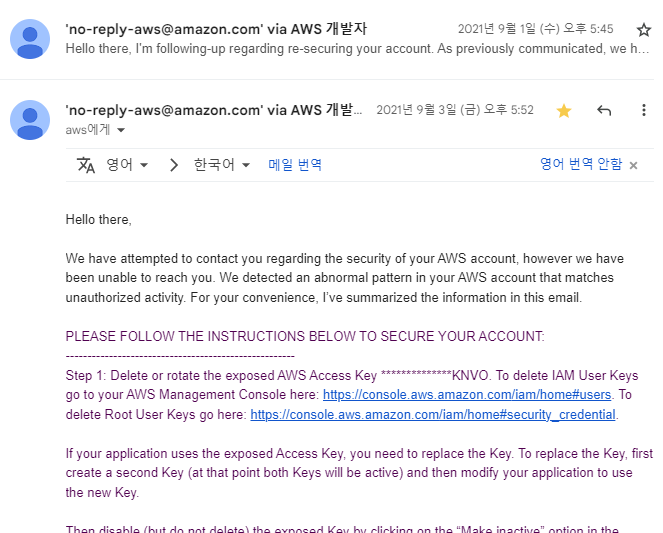 'no-reply-aws@amazon.com' via AWS 개발자 2021년 9월 1일 (수) 오후 5:45
Hello there, I'm following-up regarding re-securing your account. As previously communicated, we h...
'no-reply-aws@amazon.com' via AWS 개발... 2021년 9월 3일 (금) 오후 5:52
aws에게
영어 한국어 메일 번역 영어 번역 안함
Hello there,
We have attempted to contact you regarding the security of your AWS account, however we have
been unable to reach you. We detected an abnormal pattern in your AWS account that matches
unauthorized activity. For your convenience, I've summarized the information in this email.
PLEASE FOLLOW THE INSTRUCTIONS BELOW TO SECURE YOUR ACCOUNT:
-----------------------------------------------------
Step 1: Delete or rotate the exposed AWS Access Key **************KNVO. To delete IAM User Keys
go to your AWS Management Console here: https://console.aws.amazon.com/iam/home#users. To
delete Root User Keys go here: https://console.aws.amazon.com/iam/home#security_credential.
If your application uses the exposed Access Key, you need to replace the Key. To replace the Key, first
create a second Key (at that point both Keys will be active) and then modify your application to use
the new Key.
Then disable (but do not delete) the exposed Key by clicking on the “Make inactive” option in the